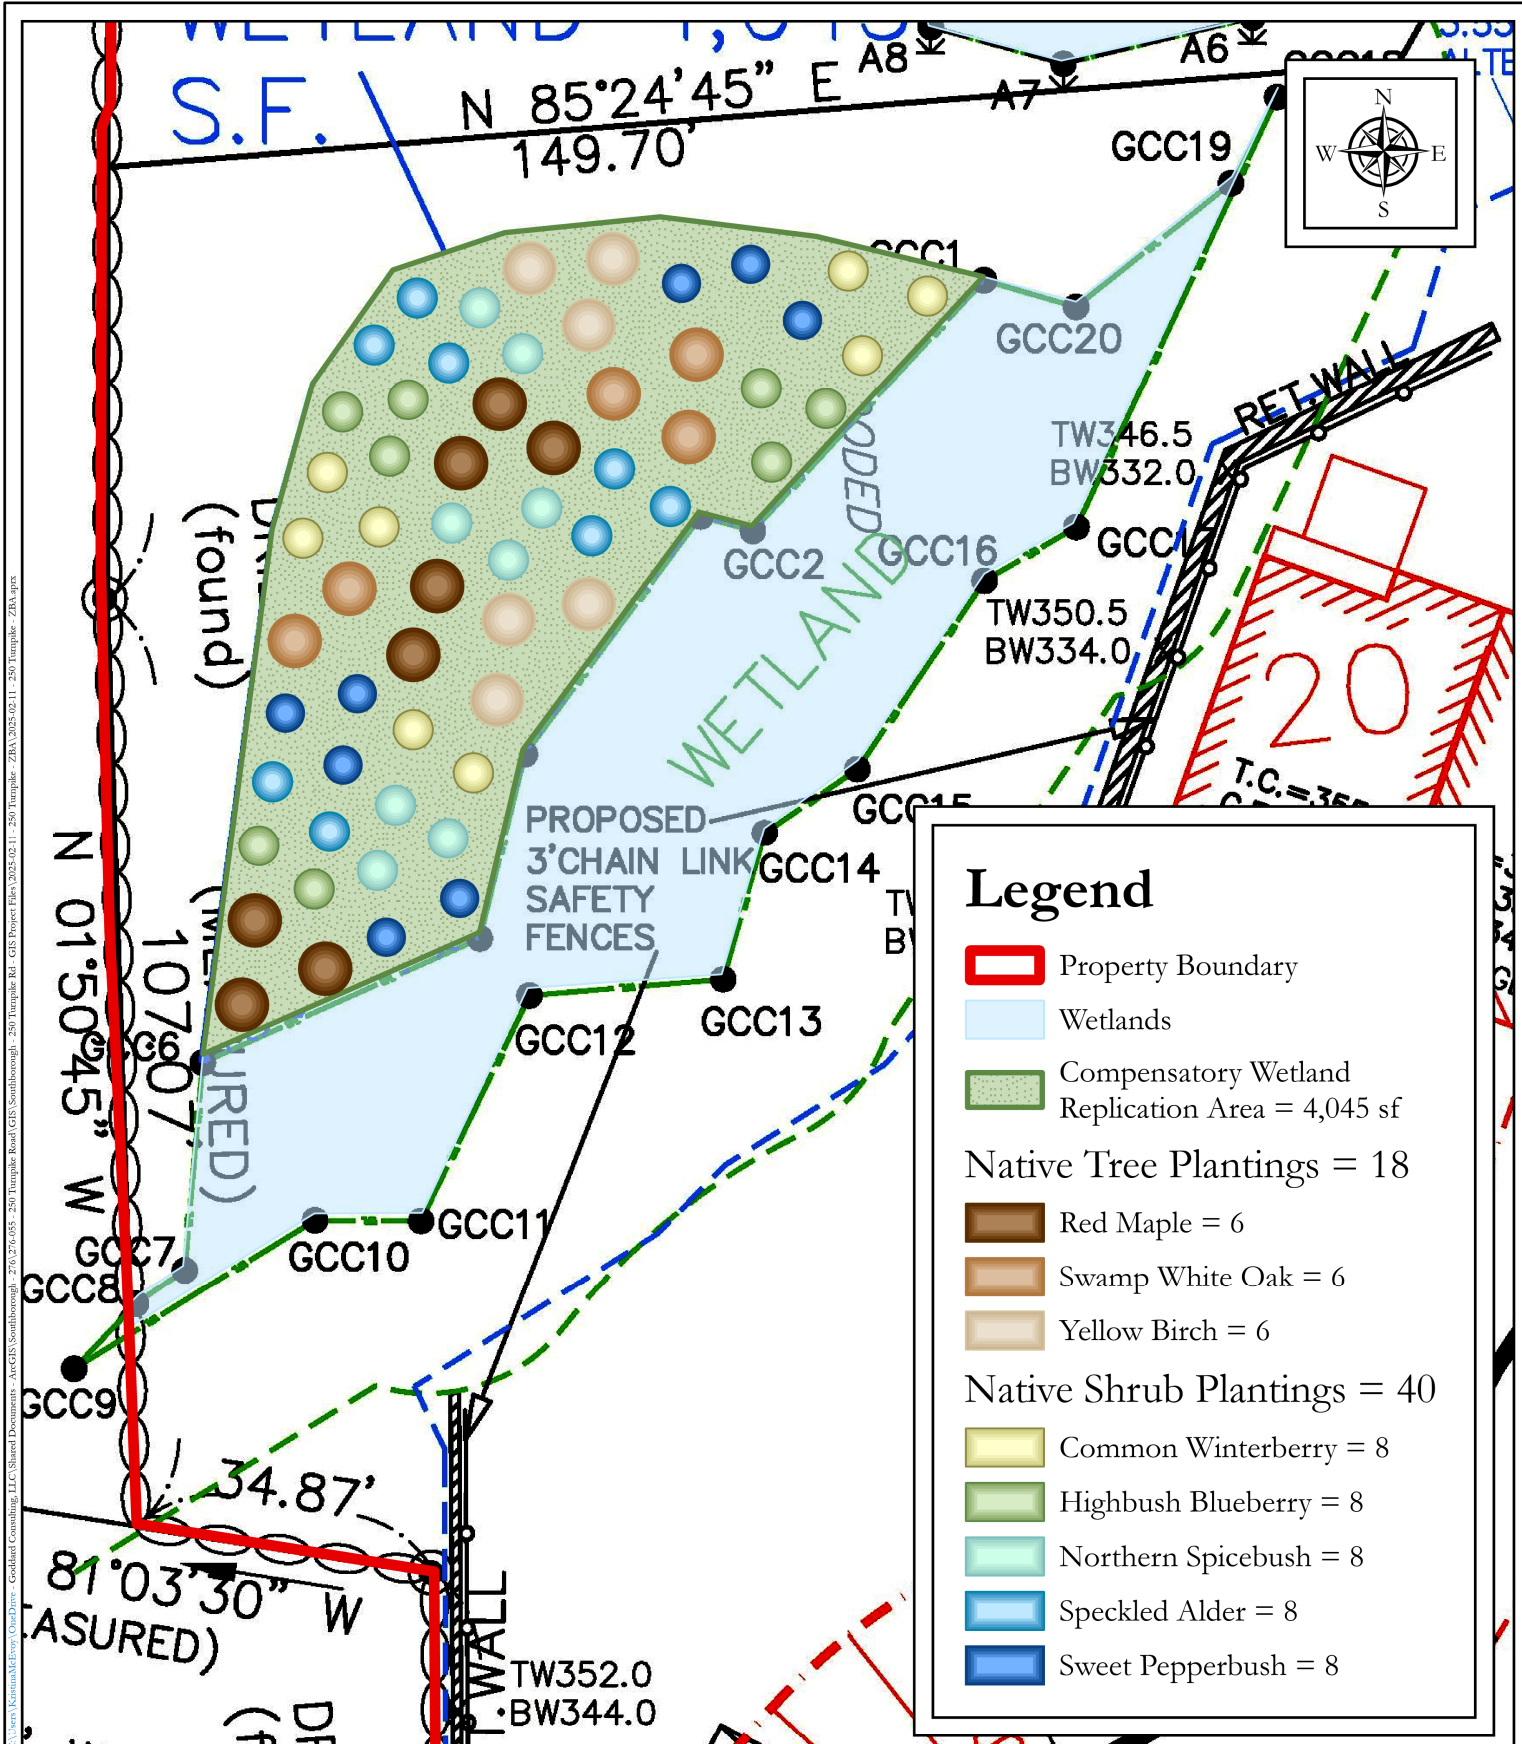 S.F.
N 85°24'45" E
149.70'
A8
A7
A6
GCC19
N
W
E
S
GCC1
GCC20
RET.WALL
TW346.5
BW332.0
GCC2
GCC16
WETLAND
TW350.5
BW334.0
(found)
20
PROPOSED
3'CHAIN LINK
SAFETY
FENCES
GCC15
GCC14
GCC13
GCC12
GCC6
N 01°50'45" W
107.07'
GCC11
GCC10
GCC7
GCC8
GCC9
34.87'
81°03'30" W
TW352.0
BW344.0
Legend
Property Boundary
Wetlands
Compensatory Wetland
Replication Area = 4,045 sf
Native Tree Plantings = 18
Red Maple = 6
Swamp White Oak = 6
Yellow Birch = 6
Native Shrub Plantings = 40
Common Winterberry = 8
Highbush Blueberry = 8
Northern Spicebush = 8
Speckled Alder = 8
Sweet Pepperbush = 8